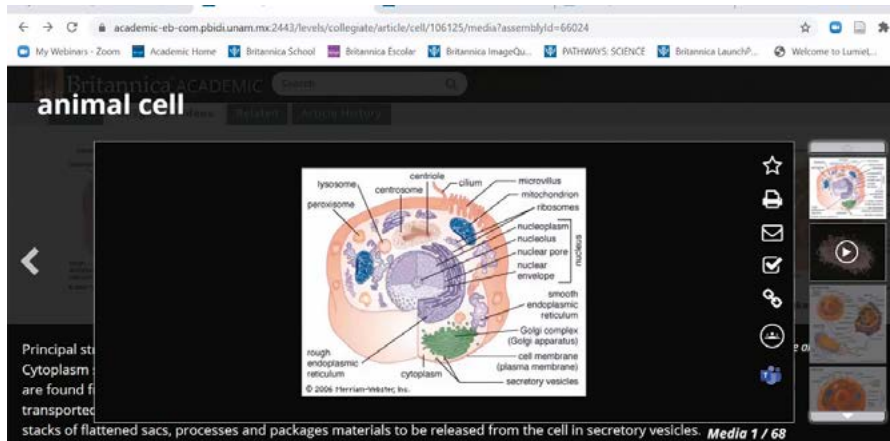 academic-eb-com.pbidi.unam.mx:2443/levels/collegiate/article/cell/106125/media?assemblyId=66024
My Webinars - Zoom Academic Home Britannica School Britannica Escolar Britannica ImageQu... PATHWAYS: SCIENCE Britannica LaunchP... Welcome to LumieL...
Britannica ACADEMIC Search
animal cell
Related Article History
lysosome
peroxisome
centrosome
centriole
cilium
microvillus
mitochondrion
ribosomes
nucleoplasm
nucleolus
nuclear pore
nuclear
envelope
nucleus
smooth
endoplasmic
reticulum
Golgi complex
(Golgi apparatus)
cell membrane
(plasma membrane)
secretory vesicles
cytoplasm
rough
endoplasmic
reticulum
© 2006 Merriam-Webster, Inc.
Principal st
Cytoplasm
are found f
transported
stacks of flattened sacs, processes and packages materials to be released from the cell in secretory vesicles. Media 1 / 68